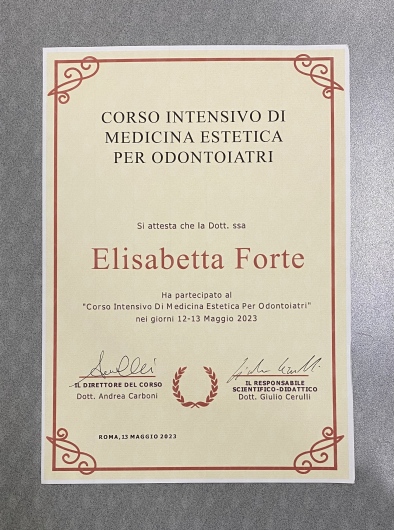 CORSO INTENSIVO DI
MEDICINA ESTETICA
PER ODONTOIATRI
Si attesta che la Dott. ssa
Elisabetta Forte
Ha partecipato al
"Corso Intensivo Di Medicina Estetica Per Odontoiatri"
nei giorni 12-13 Maggio 2023
IL DIRETTORE DEL CORSO
Dott. Andrea Carboni
IL RESPONSABILE
SCIENTIFICO-DIDATTICO
Dott. Giulio Cerulli
ROMA, 13 MAGGIO 2023